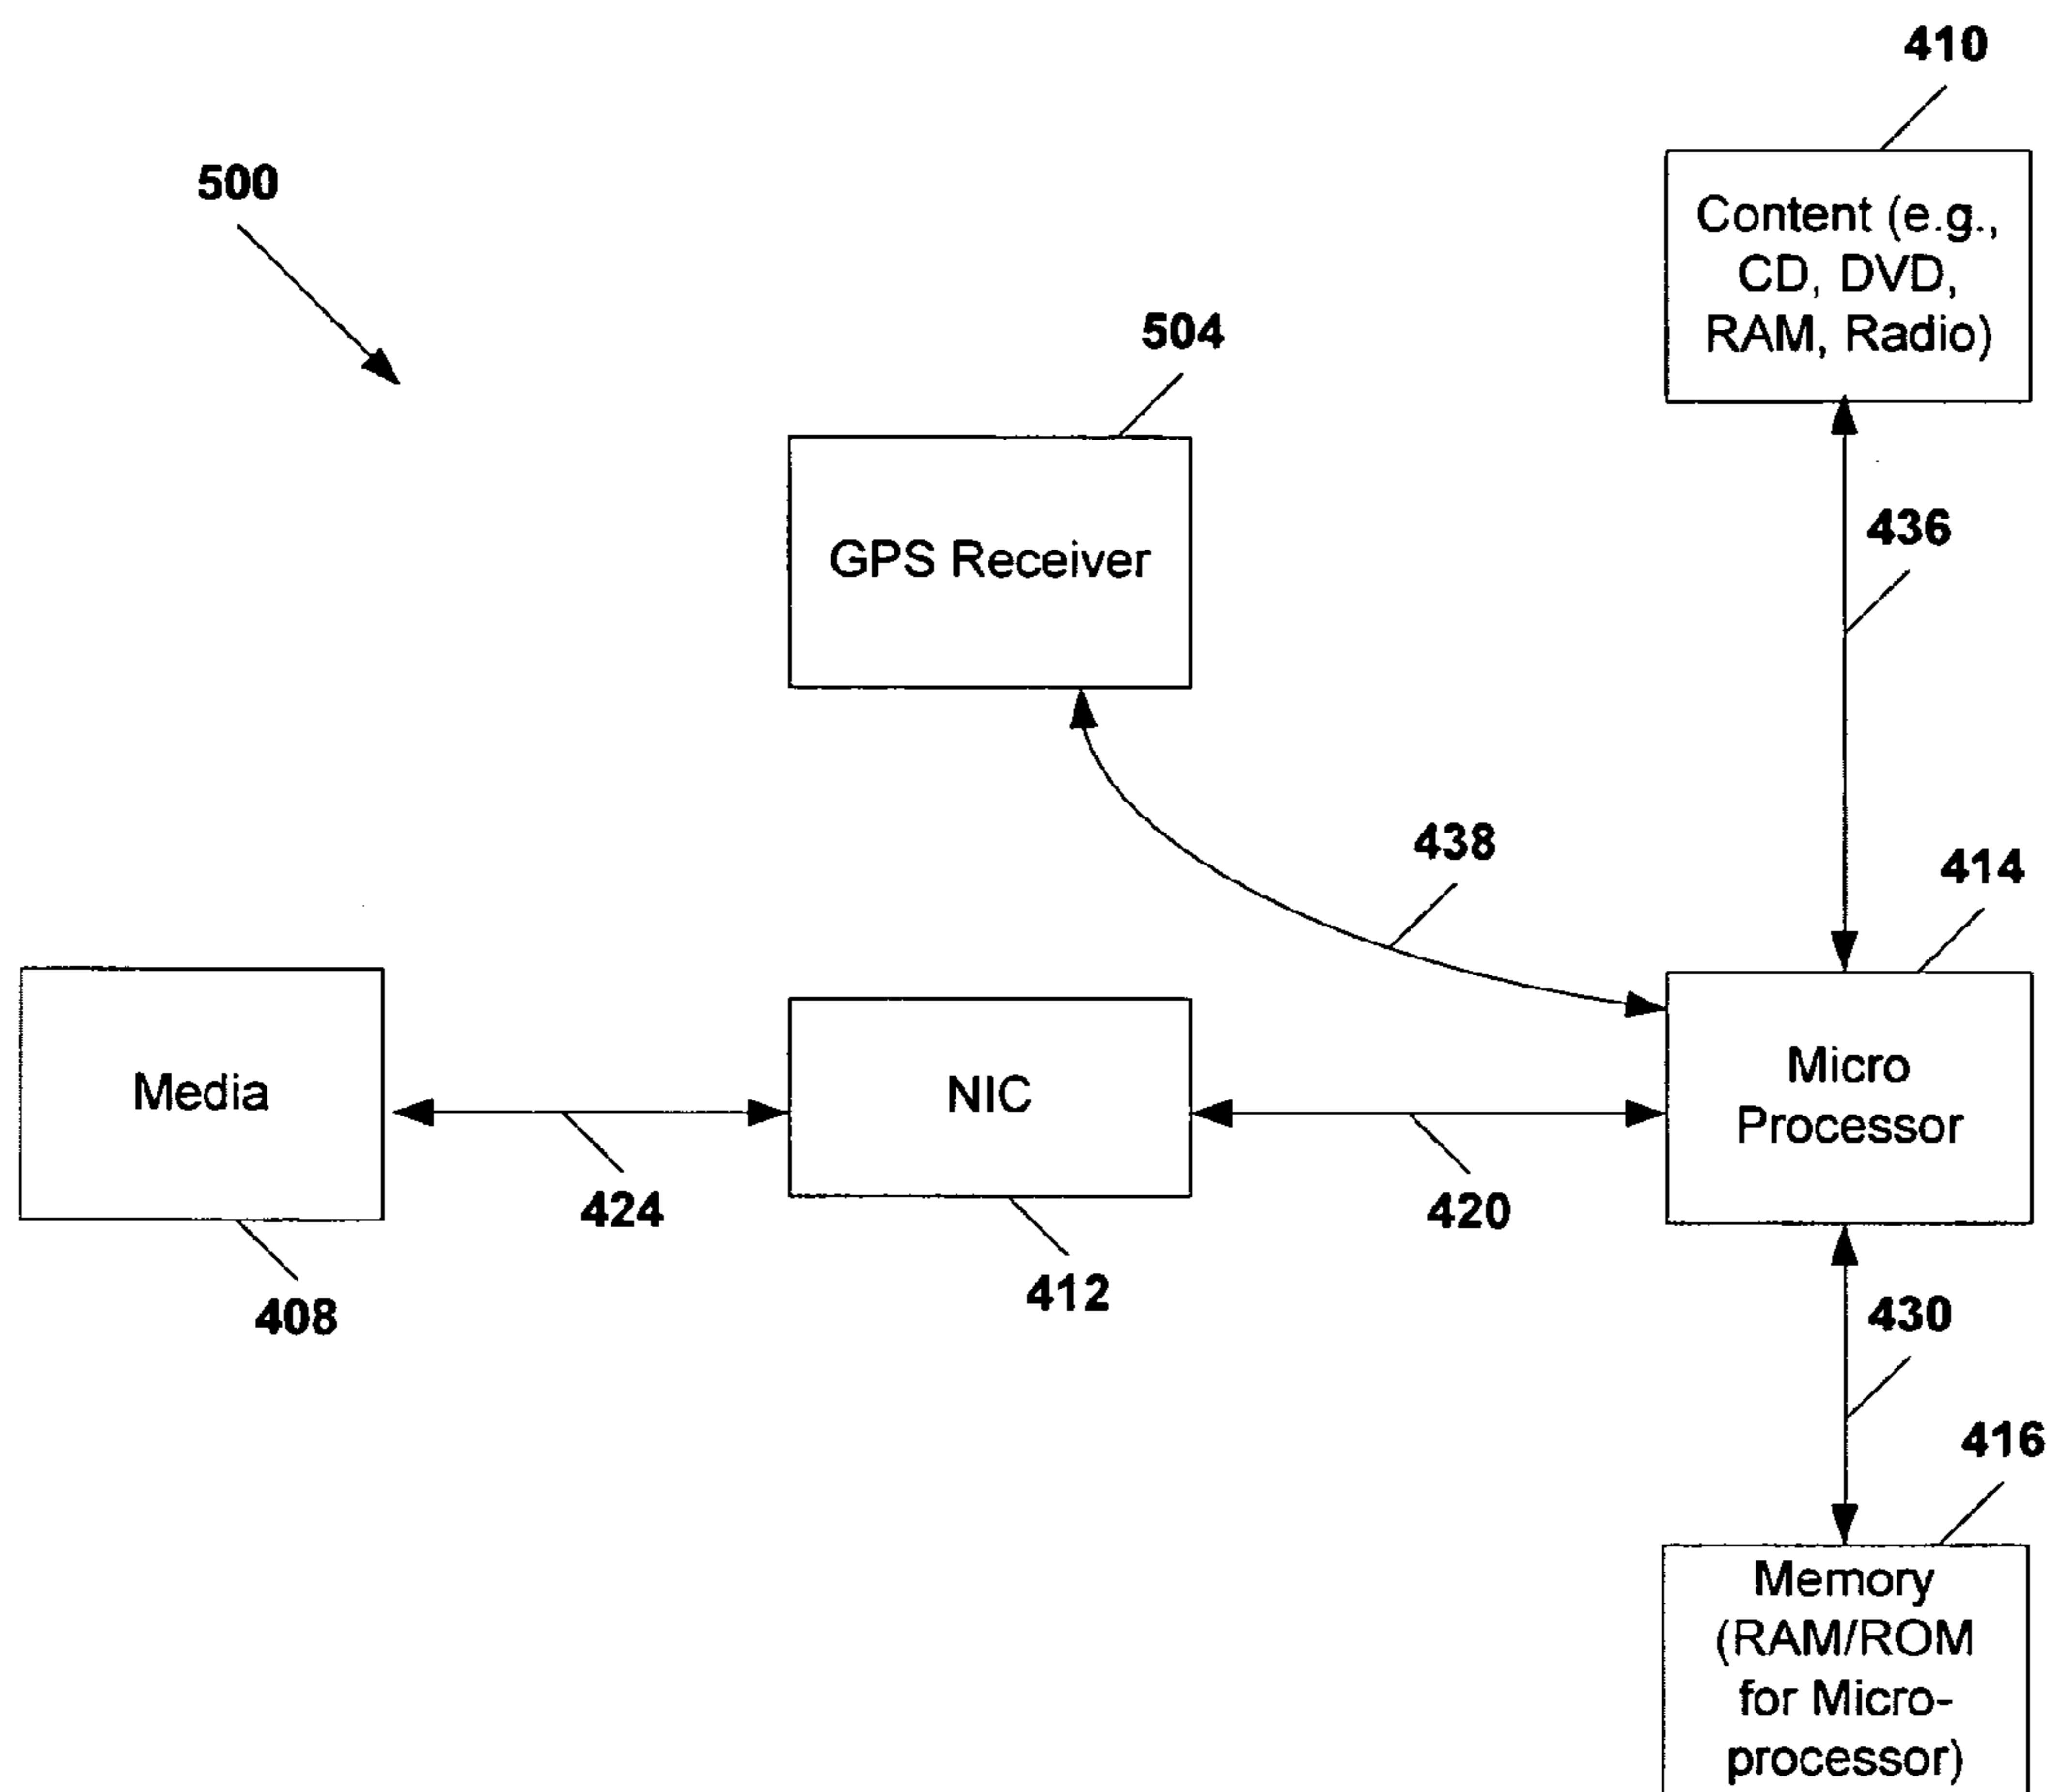 410
500
Content (e.g.,
CD, DVD,
RAM, Radio)
504
436
GPS Receiver
438
414
Media
NIC
Micro
Processor
424
420
412
408
430
416
Memory
(RAM/ROM
for Micro-
processor)